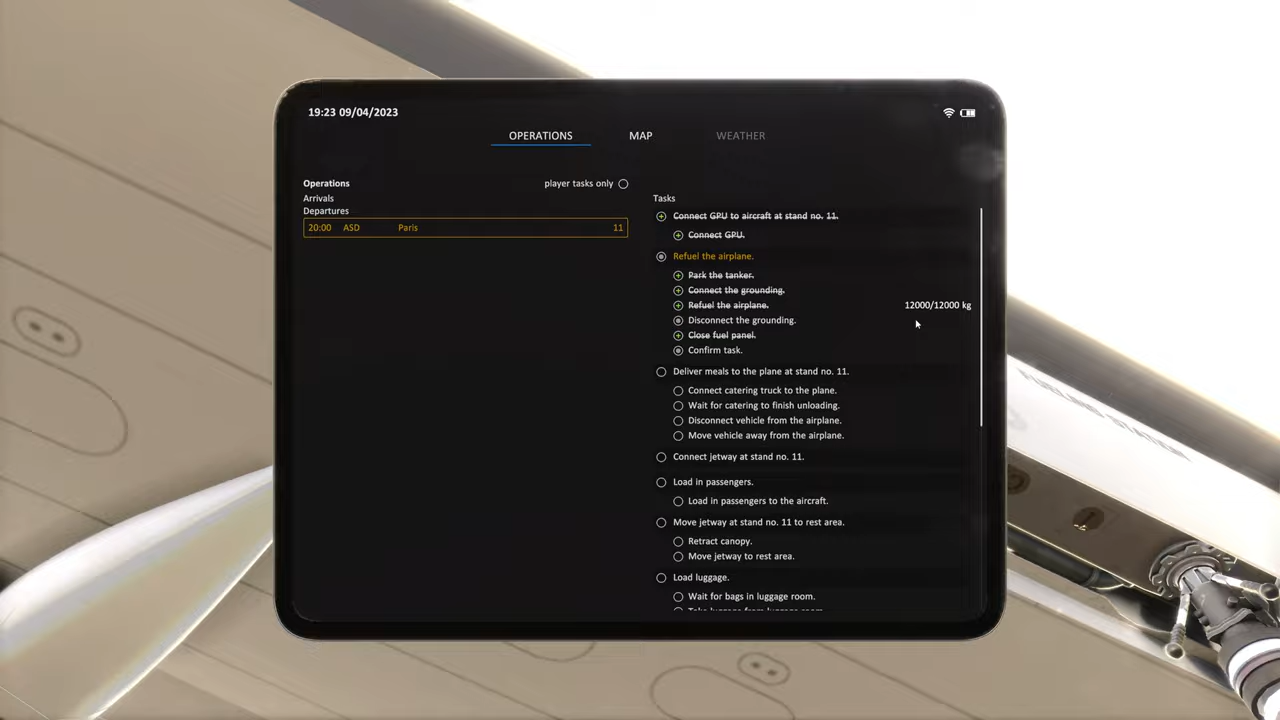 19:23 09/04/2023
OPERATIONS MAP WEATHER
Operations player tasks only
Arrivals
Departures
20:00 ASD Paris 11
Tasks
Connect GPU to aircraft at stand no. 11.
Connect GPU.
Refuel the airplane.
Park the tanker.
Connect the grounding.
Refuel the airplane. 12000/12000 kg
Disconnect the grounding.
Close fuel panel.
Confirm task.
Deliver meals to the plane at stand no. 11.
Connect catering truck to the plane.
Wait for catering to finish unloading.
Disconnect vehicle from the airplane.
Move vehicle away from the airplane.
Connect jetway at stand no. 11.
Load in passengers.
Load in passengers to the aircraft.
Move jetway at stand no. 11 to rest area.
Retract canopy.
Move jetway to rest area.
Load luggage.
Wait for bags in luggage room.
Take luggage from luggage room